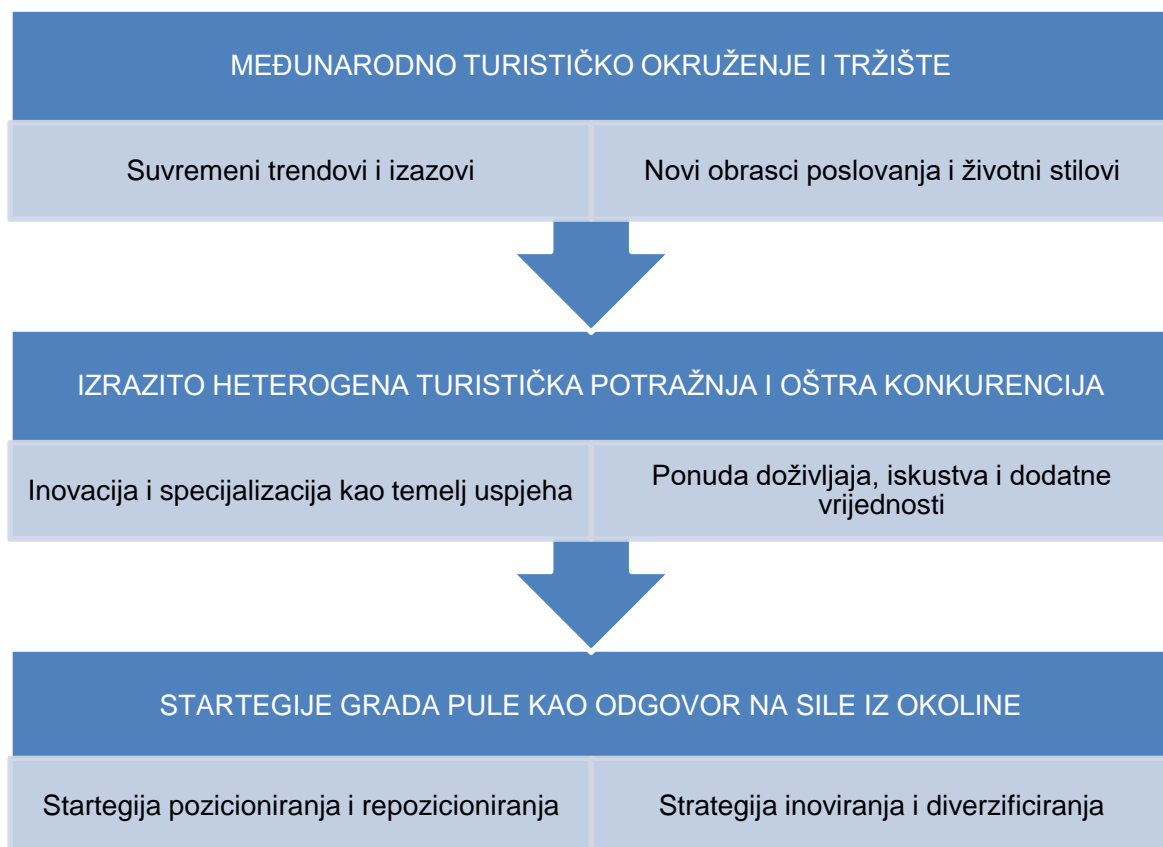 MEĐUNARODNO TURISTIČKO OKRUŽENJE I TRŽIŠTE
Suvremeni trendovi i izazovi
Novi obrasci poslovanja i životni stilovi
IZRAZITO HETEROGENA TURISTIČKA POTRAŽNJA I OŠTRA KONKURENCIJA
Inovacija i specijalizacija kao temelj uspjeha
Ponuda doživljaja, iskustva i dodatne
vrijednosti
STARTEGIJE GRADA PULE KAO ODGOVOR NA SILE IZ OKOLINE
Startegija pozicioniranja i repozicioniranja
Strategija inoviranja i diverzificiranja